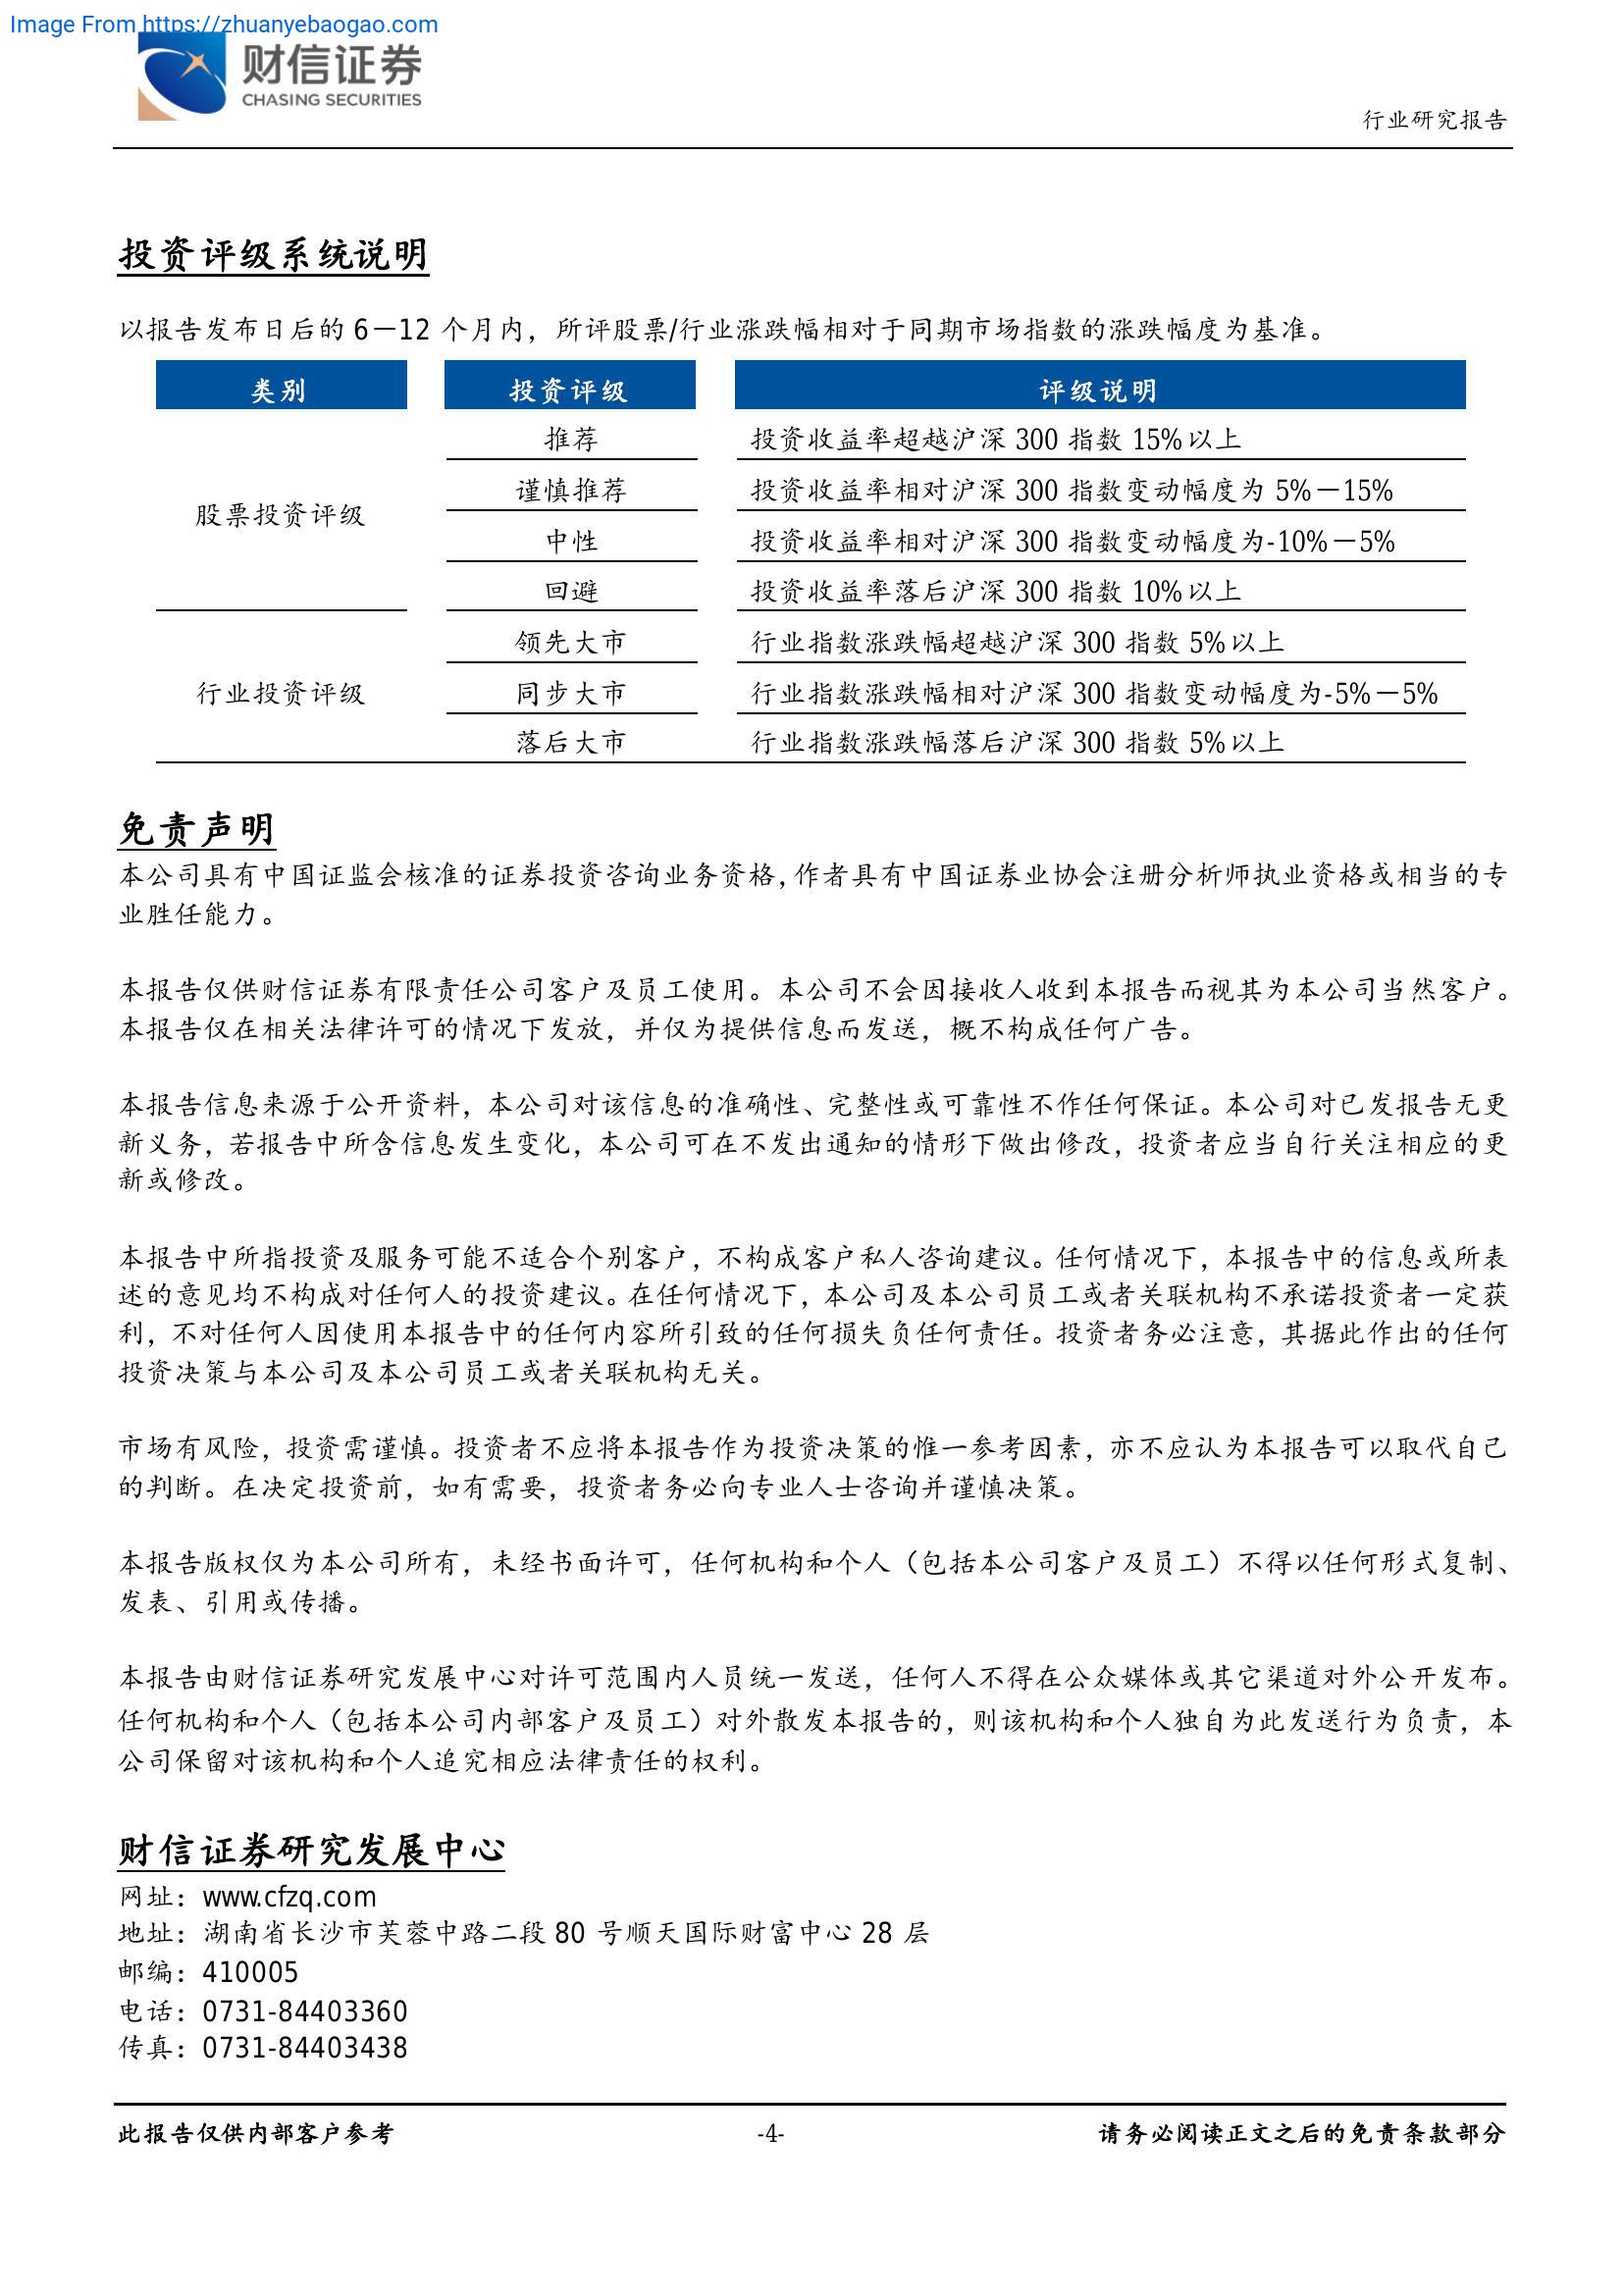 Image From https://zhuanyebaogao.com
财信证券
CHASING SECURITIES
行业研究报告
投资评级系统说明
以报告发布日后的 6－12 个月内，所评股票/行业涨跌幅相对于同期市场指数的涨跌幅度为基准。
类别 投资评级 评级说明
股票投资评级
推荐 投资收益率超越沪深 300 指数 15%以上
谨慎推荐 投资收益率相对沪深 300 指数变动幅度为 5%－15%
中性 投资收益率相对沪深 300 指数变动幅度为-10%－5%
回避 投资收益率落后沪深 300 指数 10%以上
行业投资评级
领先大市 行业指数涨跌幅超越沪深 300 指数 5%以上
同步大市 行业指数涨跌幅相对沪深 300 指数变动幅度为-5%－5%
落后大市 行业指数涨跌幅落后沪深 300 指数 5%以上
免责声明
本公司具有中国证监会核准的证券投资咨询业务资格，作者具有中国证券业协会注册分析师执业资格或相当的专
业胜任能力。
本报告仅供财信证券有限责任公司客户及员工使用。本公司不会因接收人收到本报告而视其为本公司当然客户。
本报告仅在相关法律许可的情况下发放，并仅为提供信息而发送，概不构成任何广告。
本报告信息来源于公开资料，本公司对该信息的准确性、完整性或可靠性不作任何保证。本公司对已发报告无更
新义务，若报告中所含信息发生变化，本公司可在不发出通知的情形下做出修改，投资者应当自行关注相应的更
新或修改。
本报告中所指投资及服务可能不适合个别客户，不构成客户私人咨询建议。任何情况下，本报告中的信息或所表
述的意见均不构成对任何人的投资建议。在任何情况下，本公司及本公司员工或者关联机构不承诺投资者一定获
利，不对任何人因使用本报告中的任何内容所引致的任何损失负任何责任。投资者务必注意，其据此作出的任何
投资决策与本公司及本公司员工或者关联机构无关。
市场有风险，投资需谨慎。投资者不应将本报告作为投资决策的惟一参考因素，亦不应认为本报告可以取代自己
的判断。在决定投资前，如有需要，投资者务必向专业人士咨询并谨慎决策。
本报告版权仅为本公司所有，未经书面许可，任何机构和个人（包括本公司客户及员工）不得以任何形式复制、
发表、引用或传播。
本报告由财信证券研究发展中心对许可范围内人员统一发送，任何人不得在公众媒体或其它渠道对外公开发布。
任何机构和个人（包括本公司内部客户及员工）对外散发本报告的，则该机构和个人独自为此发送行为负责，本
公司保留对该机构和个人追究相应法律责任的权利。
财信证券研究发展中心
网址：www.cfzq.com
地址：湖南省长沙市芙蓉中路二段 80 号顺天国际财富中心 28 层
邮编：410005
电话：0731-84403360
传真：0731-84403438
此报告仅供内部客户参考 -4- 请务必阅读正文之后的免责条款部分